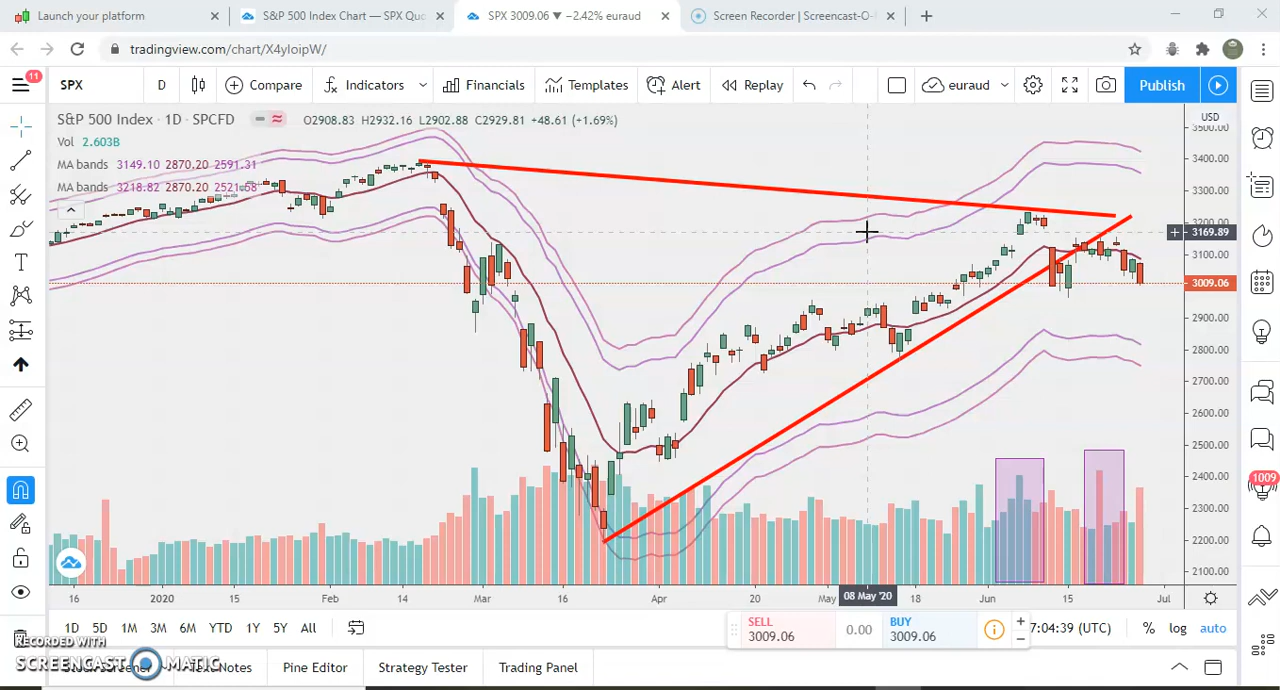 Launch your platform
S&P 500 Index Chart — SPX Quo
SPX 3009.06 ▼ −2.42% euraud
Screen Recorder | Screencast-O-
tradingview.com/chart/X4yIoipW/
11
SPX
D
Compare
Indicators
Financials
Templates
Alert
Replay
euraud
Publish
S&P 500 Index · 1D · SPCFD
O2908.83 H2932.16 L2902.88 C2929.81 +48.61 (+1.69%)
Vol 2.603B
MA bands 3149.10 2870.20 2591.31
MA bands 3218.82 2870.20 2521.58
USD
3500.00
3400.00
3300.00
3200.00
3169.89
3100.00
3009.06
2900.00
2800.00
2700.00
2600.00
2500.00
2400.00
2300.00
2200.00
2100.00
1009
16 2020 15 Feb 14 Mar 16 Apr 20 May 08 May '20 18 Jun 15 Jul
1D 5D 1M 3M 6M YTD 1Y 5Y All
SELL
3009.06
0.00
BUY
3009.06
7:04:39 (UTC)
% log auto
RECORDED WITH
SCREENCAST MATIC
Notes
Pine Editor
Strategy Tester
Trading Panel